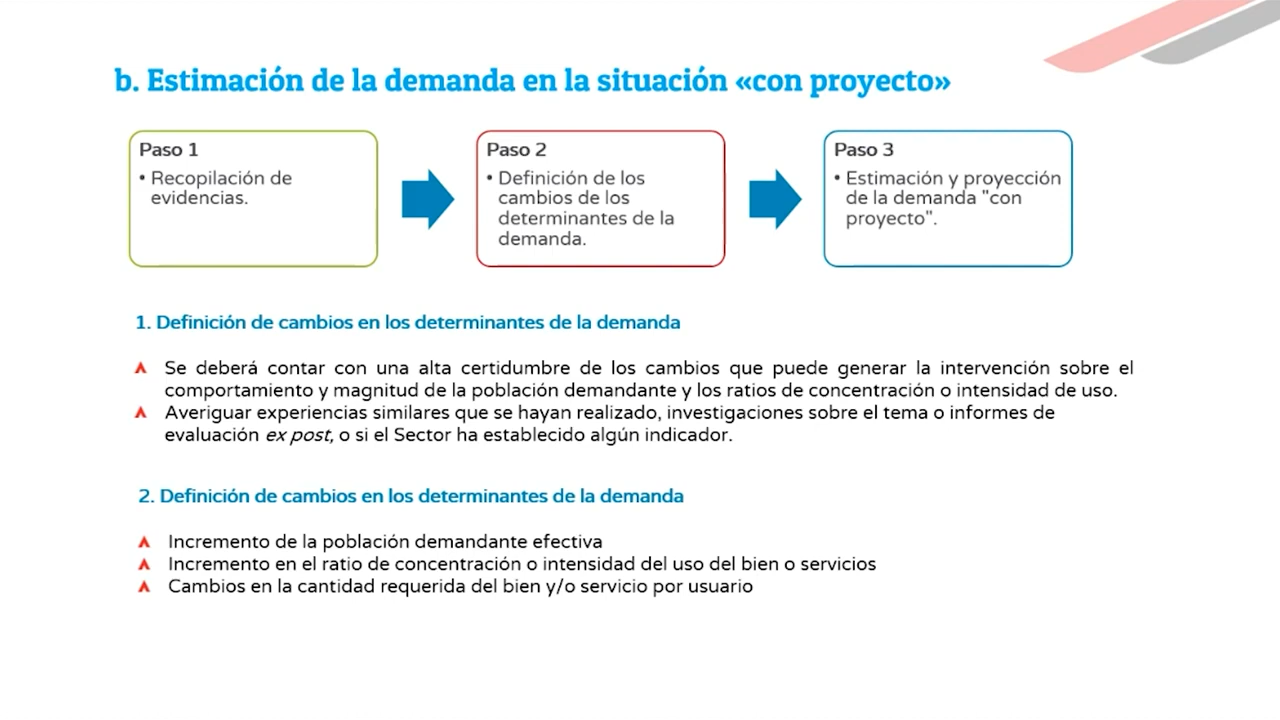 b. Estimación de la demanda en la situación «con proyecto»
Paso 1
• Recopilación de
evidencias.
Paso 2
• Definición de los
cambios de los
determinantes de la
demanda.
Paso 3
• Estimación y proyección
de la demanda "con
proyecto".
1. Definición de cambios en los determinantes de la demanda
Se deberá contar con una alta certidumbre de los cambios que puede generar la intervención sobre el
comportamiento y magnitud de la población demandante y los ratios de concentración o intensidad de uso.
Averiguar experiencias similares que se hayan realizado, investigaciones sobre el tema o informes de
evaluación ex post, o si el Sector ha establecido algún indicador.
2. Definición de cambios en los determinantes de la demanda
Incremento de la población demandante efectiva
Incremento en el ratio de concentración o intensidad del uso del bien o servicios
Cambios en la cantidad requerida del bien y/o servicio por usuario